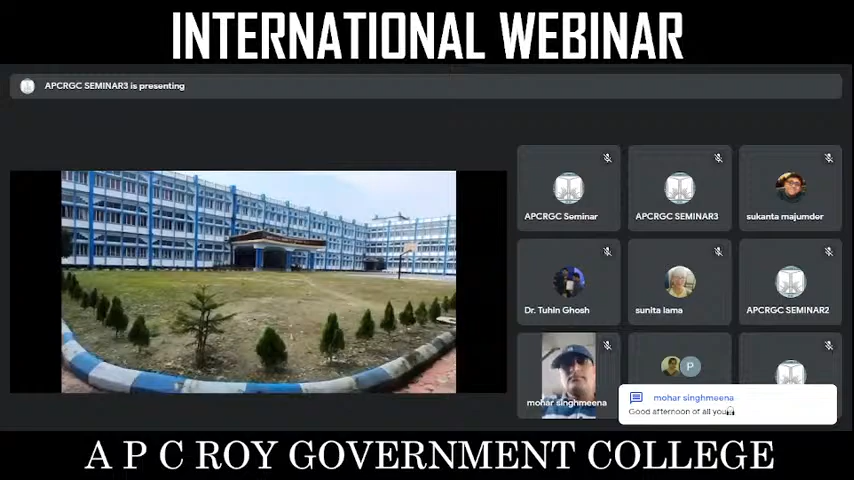 INTERNATIONAL WEBINAR
APCRGC SEMINAR3 is presenting
APCRGC Seminar
APCRGC SEMINAR3
sukanta majumder
Dr. Tuhin Ghosh
sunita lama
APCRGC SEMINAR2
mohar singhmeena
P
mohar singhmeena
Good afternoon of all you
A P C ROY GOVERNMENT COLLEGE